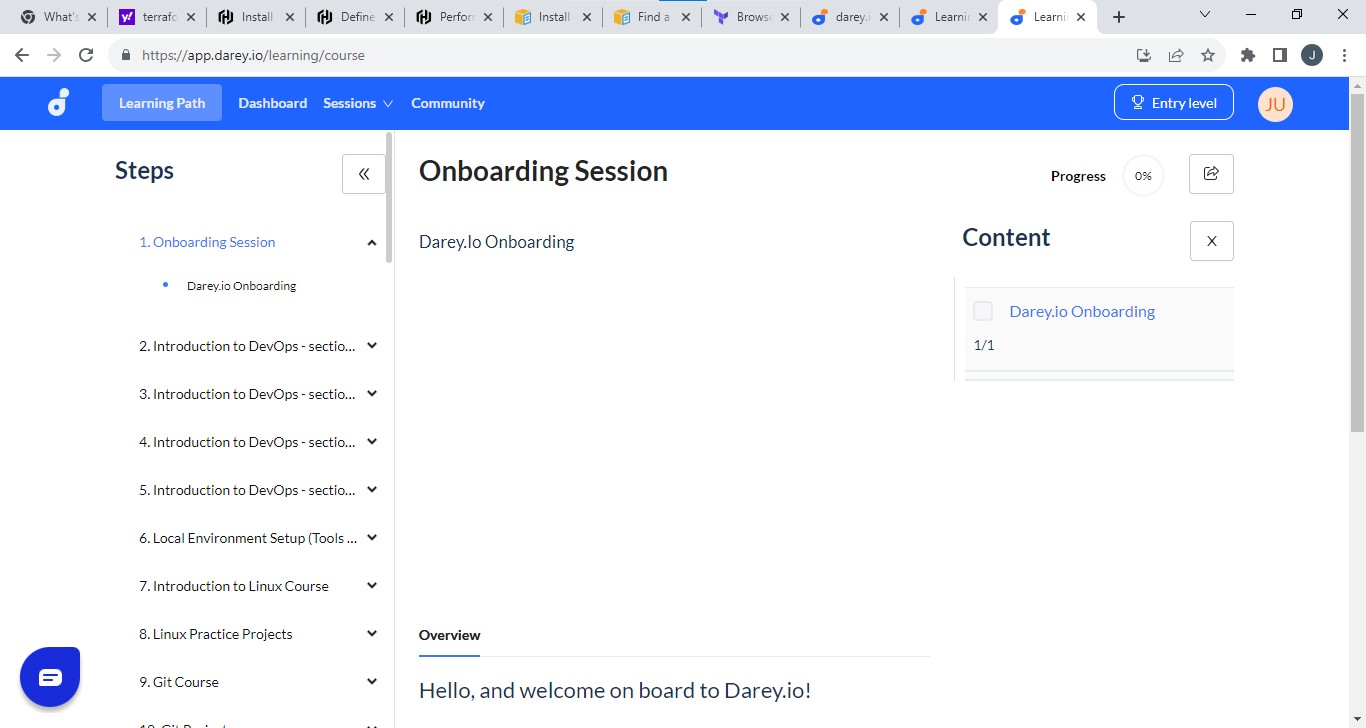 What's
terrafo
Install
Define
Perforn
Install
Find a
Browse
darey.i
Learnin
Learnin
https://app.darey.io/learning/course
J
Learning Path
Dashboard
Sessions
Community
Entry level
JU
Steps
«
Onboarding Session
Progress
0%
1. Onboarding Session
Darey.io Onboarding
2. Introduction to DevOps - sectio...
3. Introduction to DevOps - sectio...
4. Introduction to DevOps - sectio...
5. Introduction to DevOps - sectio...
6. Local Environment Setup (Tools ...
7. Introduction to Linux Course
8. Linux Practice Projects
9. Git Course
Darey.Io Onboarding
Content
X
Darey.io Onboarding
1/1
Overview
Hello, and welcome on board to Darey.io!